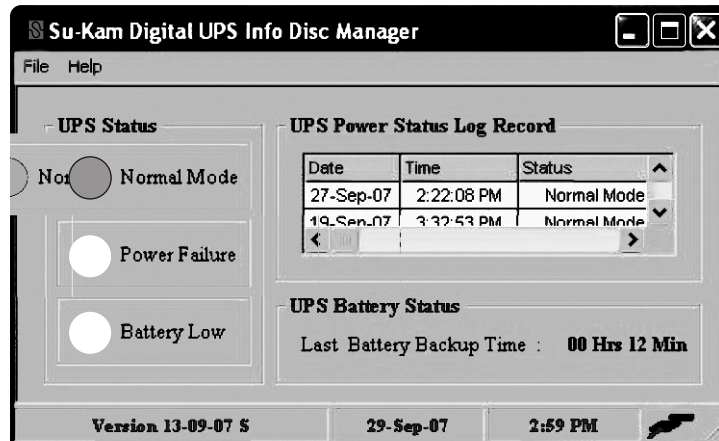 Su-Kam Digital UPS Info Disc Manager
File Help
UPS Status
Normal Mode
Power Failure
Battery Low
UPS Power Status Log Record
Date Time Status
27-Sep-07 2:22:08 PM Normal Mode
19-Sep-07 3:32:53 PM Normal Mode
UPS Battery Status
Last Battery Backup Time : 00 Hrs 12 Min
Version 13-09-07 S 29-Sep-07 2:59 PM